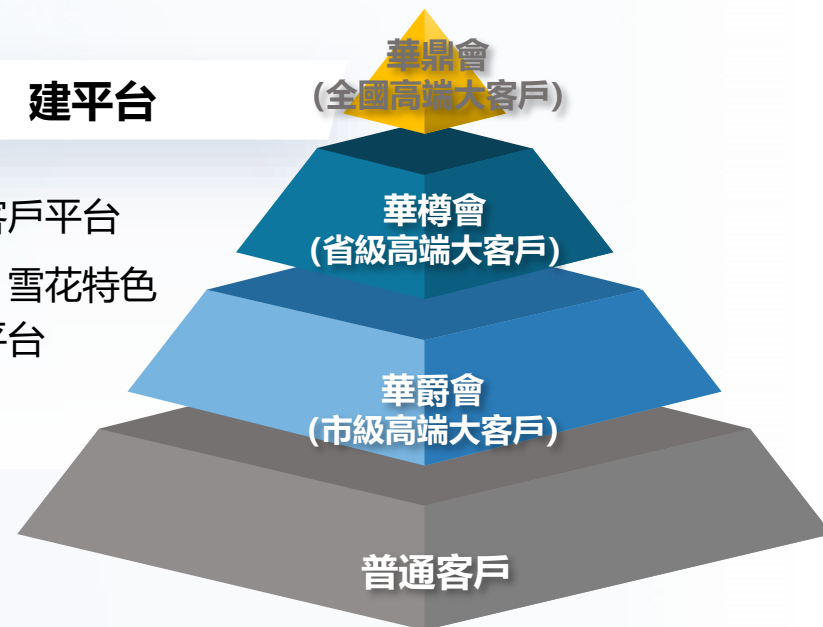 建平台
客戶平台
雪花特色
平台
華鼎會
(全國高端大客戶)
華樽會
(省級高端大客戶)
華爵會
(市級高端大客戶)
普通客戶